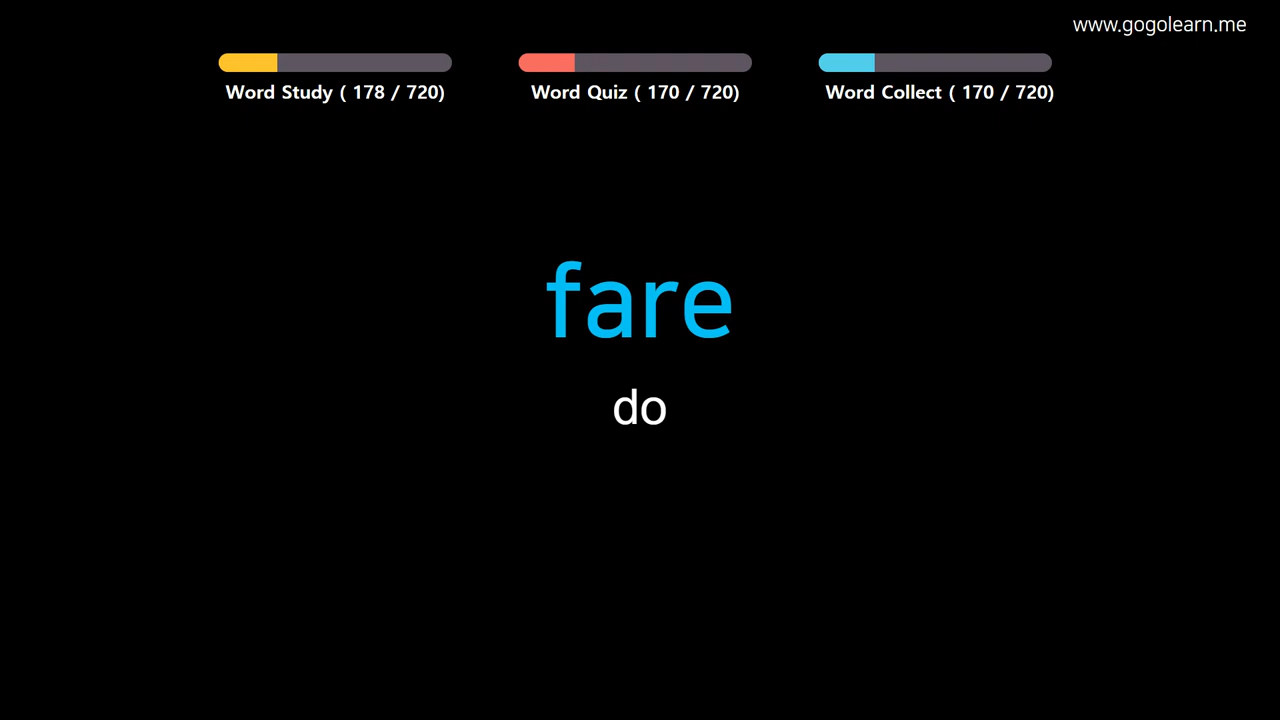 www.gogolearn.me
Word Study ( 178 / 720)
Word Quiz ( 170 / 720)
Word Collect ( 170 / 720)
fare
do